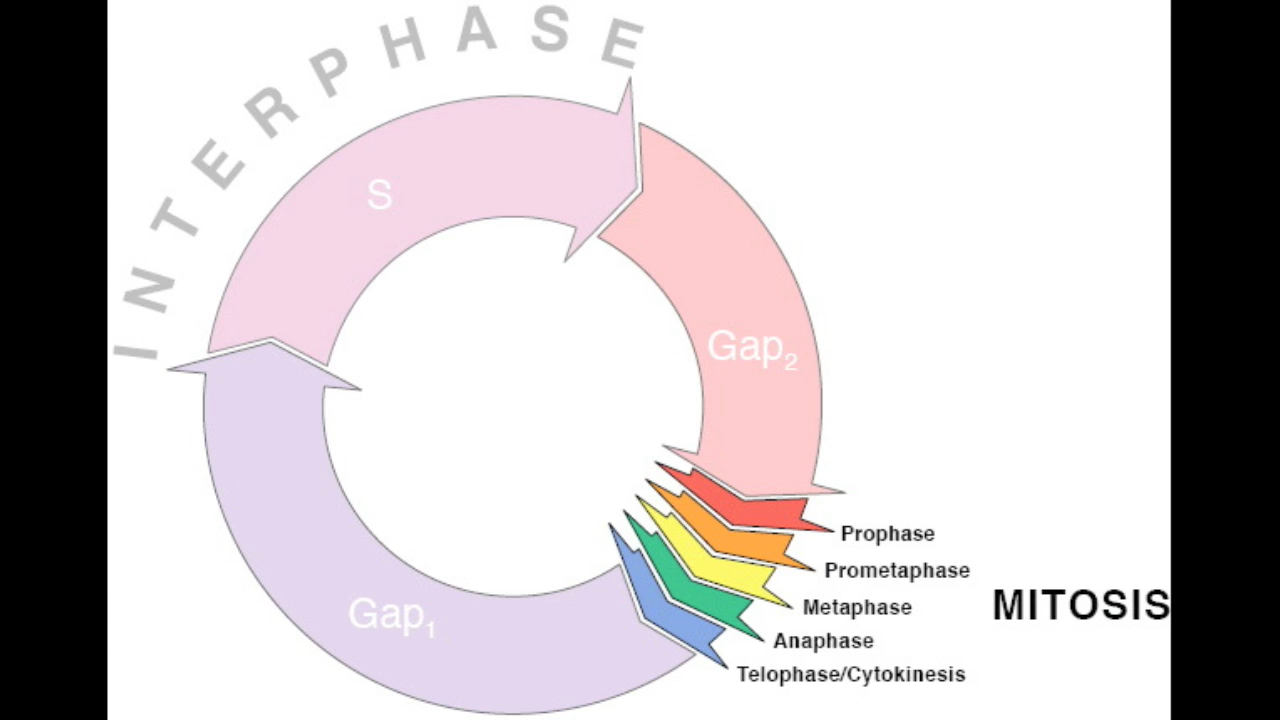 INTERPHASE
S
Gap₂
Prophase
Prometaphase
Metaphase
MITOSIS
Gap₁
Anaphase
Telophase/Cytokinesis